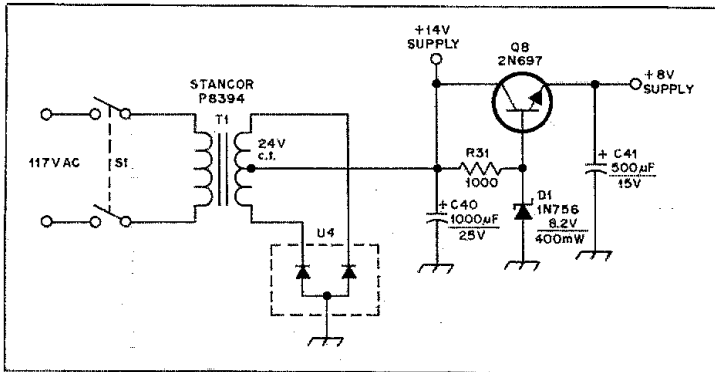 +14V
SUPPLY
Q8
2N697
+8V
SUPPLY
STANCOR
P8394
T1
24V
c.t.
117VAC
S1
R31
1000
+
C41
500µF
15V
+
C40
1000µF
25V
D1
1N756
8.2V
400mW
U4